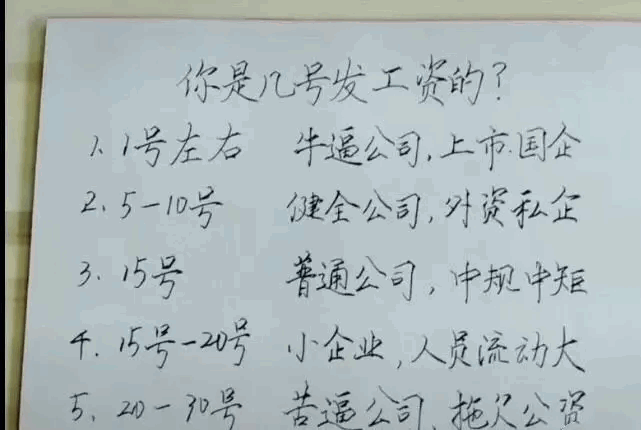 你是几号发工资的?
1、1号左右 牛逼公司,上市.国企
2、5-10号 健全公司,外资私企
3、15号 普通公司,中规中矩
4、15号-20号 小企业,人员流动大
5、20-30号 苦逼公司、拖欠公资